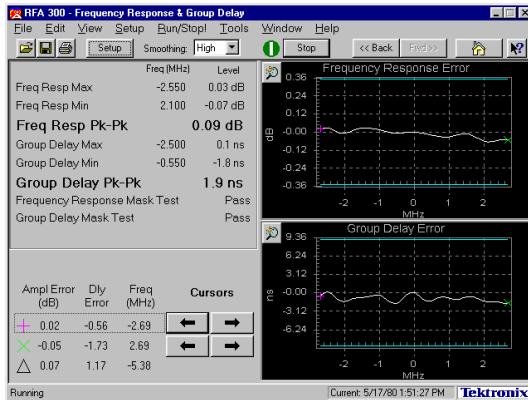 RFA 300 - Frequency Response & Group Delay
File Edit View Setup Run/Stop! Tools Window Help
Setup Smoothing: High Stop << Back Fwd >>
Freq (MHz) Level
Freq Resp Max -2.550 0.03 dB
Freq Resp Min 2.100 -0.07 dB
Freq Resp Pk-Pk 0.09 dB
Group Delay Max -2.500 0.1 ns
Group Delay Min -0.550 -1.8 ns
Group Delay Pk-Pk 1.9 ns
Frequency Response Mask Test Pass
Group Delay Mask Test Pass
Ampl Error (dB) Dly Error Freq (MHz) Cursors
0.02 -0.56 -2.69
-0.05 -1.73 2.69
0.07 1.17 -5.38
Frequency Response Error
0.36
0.24
0.12
-0.00
-0.12
-0.24
-0.36
dB
-2 -1 0 1 2
MHz
Group Delay Error
9.36
6.24
3.12
-0.00
-3.12
-6.24
ns
-2 -1 0 1 2
MHz
Running Current: 5/17/80 1:51:27 PM Tektronix